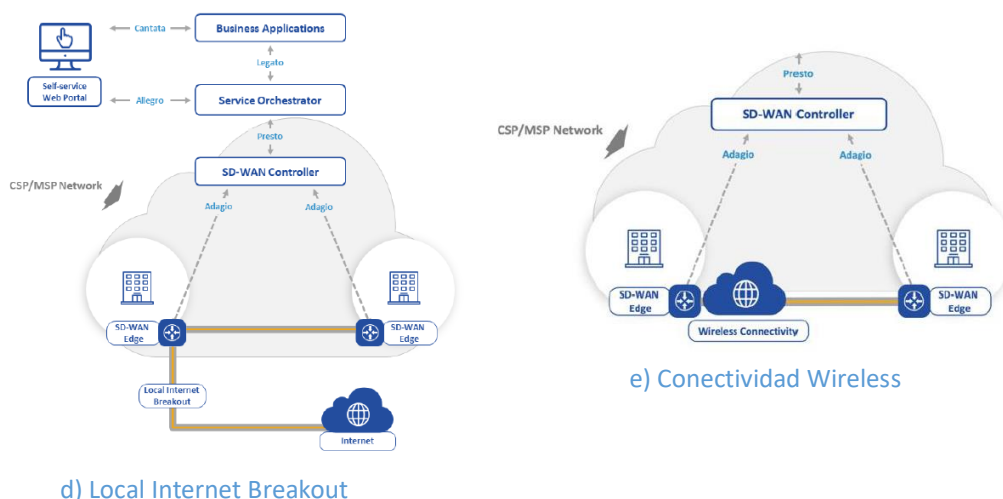 Cantata
Business Applications
Legato
Self-service
Web Portal
Allegro
Service Orchestrator
Presto
SD-WAN Controller
CSP/MSP Network
Adagio
Adagio
SD-WAN
Edge
SD-WAN
Edge
Local Internet
Breakout
Internet
d) Local Internet Breakout
Presto
SD-WAN Controller
CSP/MSP Network
Adagio
Adagio
SD-WAN
Edge
SD-WAN
Edge
Wireless Connectivity
e) Conectividad Wireless